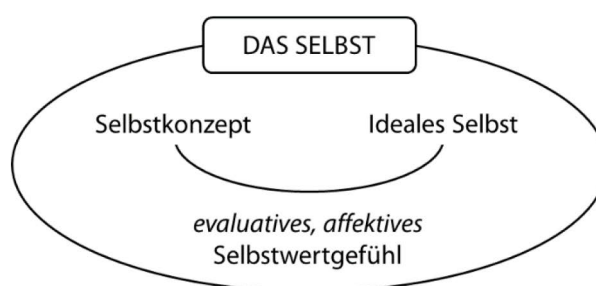 DAS SELBST
Selbstkonzept Ideales Selbst
evaluatives, affektives
Selbstwertgefühl